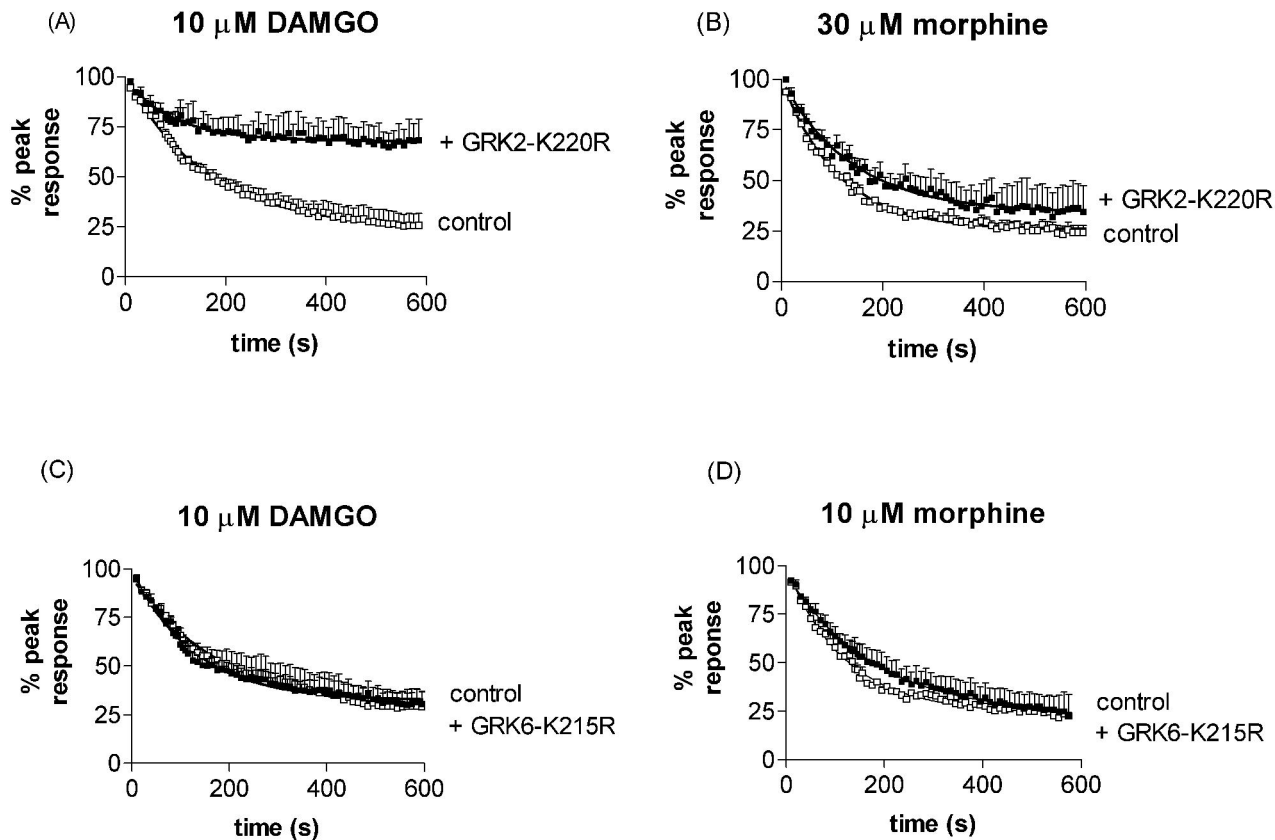 (A)
10 μM DAMGO
100
75
50
25
0
% peak
response
+ GRK2-K220R
control
0 200 400 600
time (s)
(B)
30 μM morphine
100
75
50
25
0
% peak
response
+ GRK2-K220R
control
0 200 400 600
time (s)
(C)
10 μM DAMGO
100
75
50
25
0
% peak
response
control
+ GRK6-K215R
0 200 400 600
time (s)
(D)
10 μM morphine
100
75
50
25
0
% peak
reponse
control
+ GRK6-K215R
0 200 400 600
time (s)